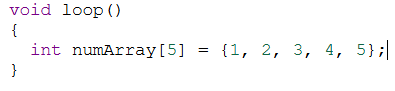 void loop()
{
  int numArray[5] = {1, 2, 3, 4, 5};
}